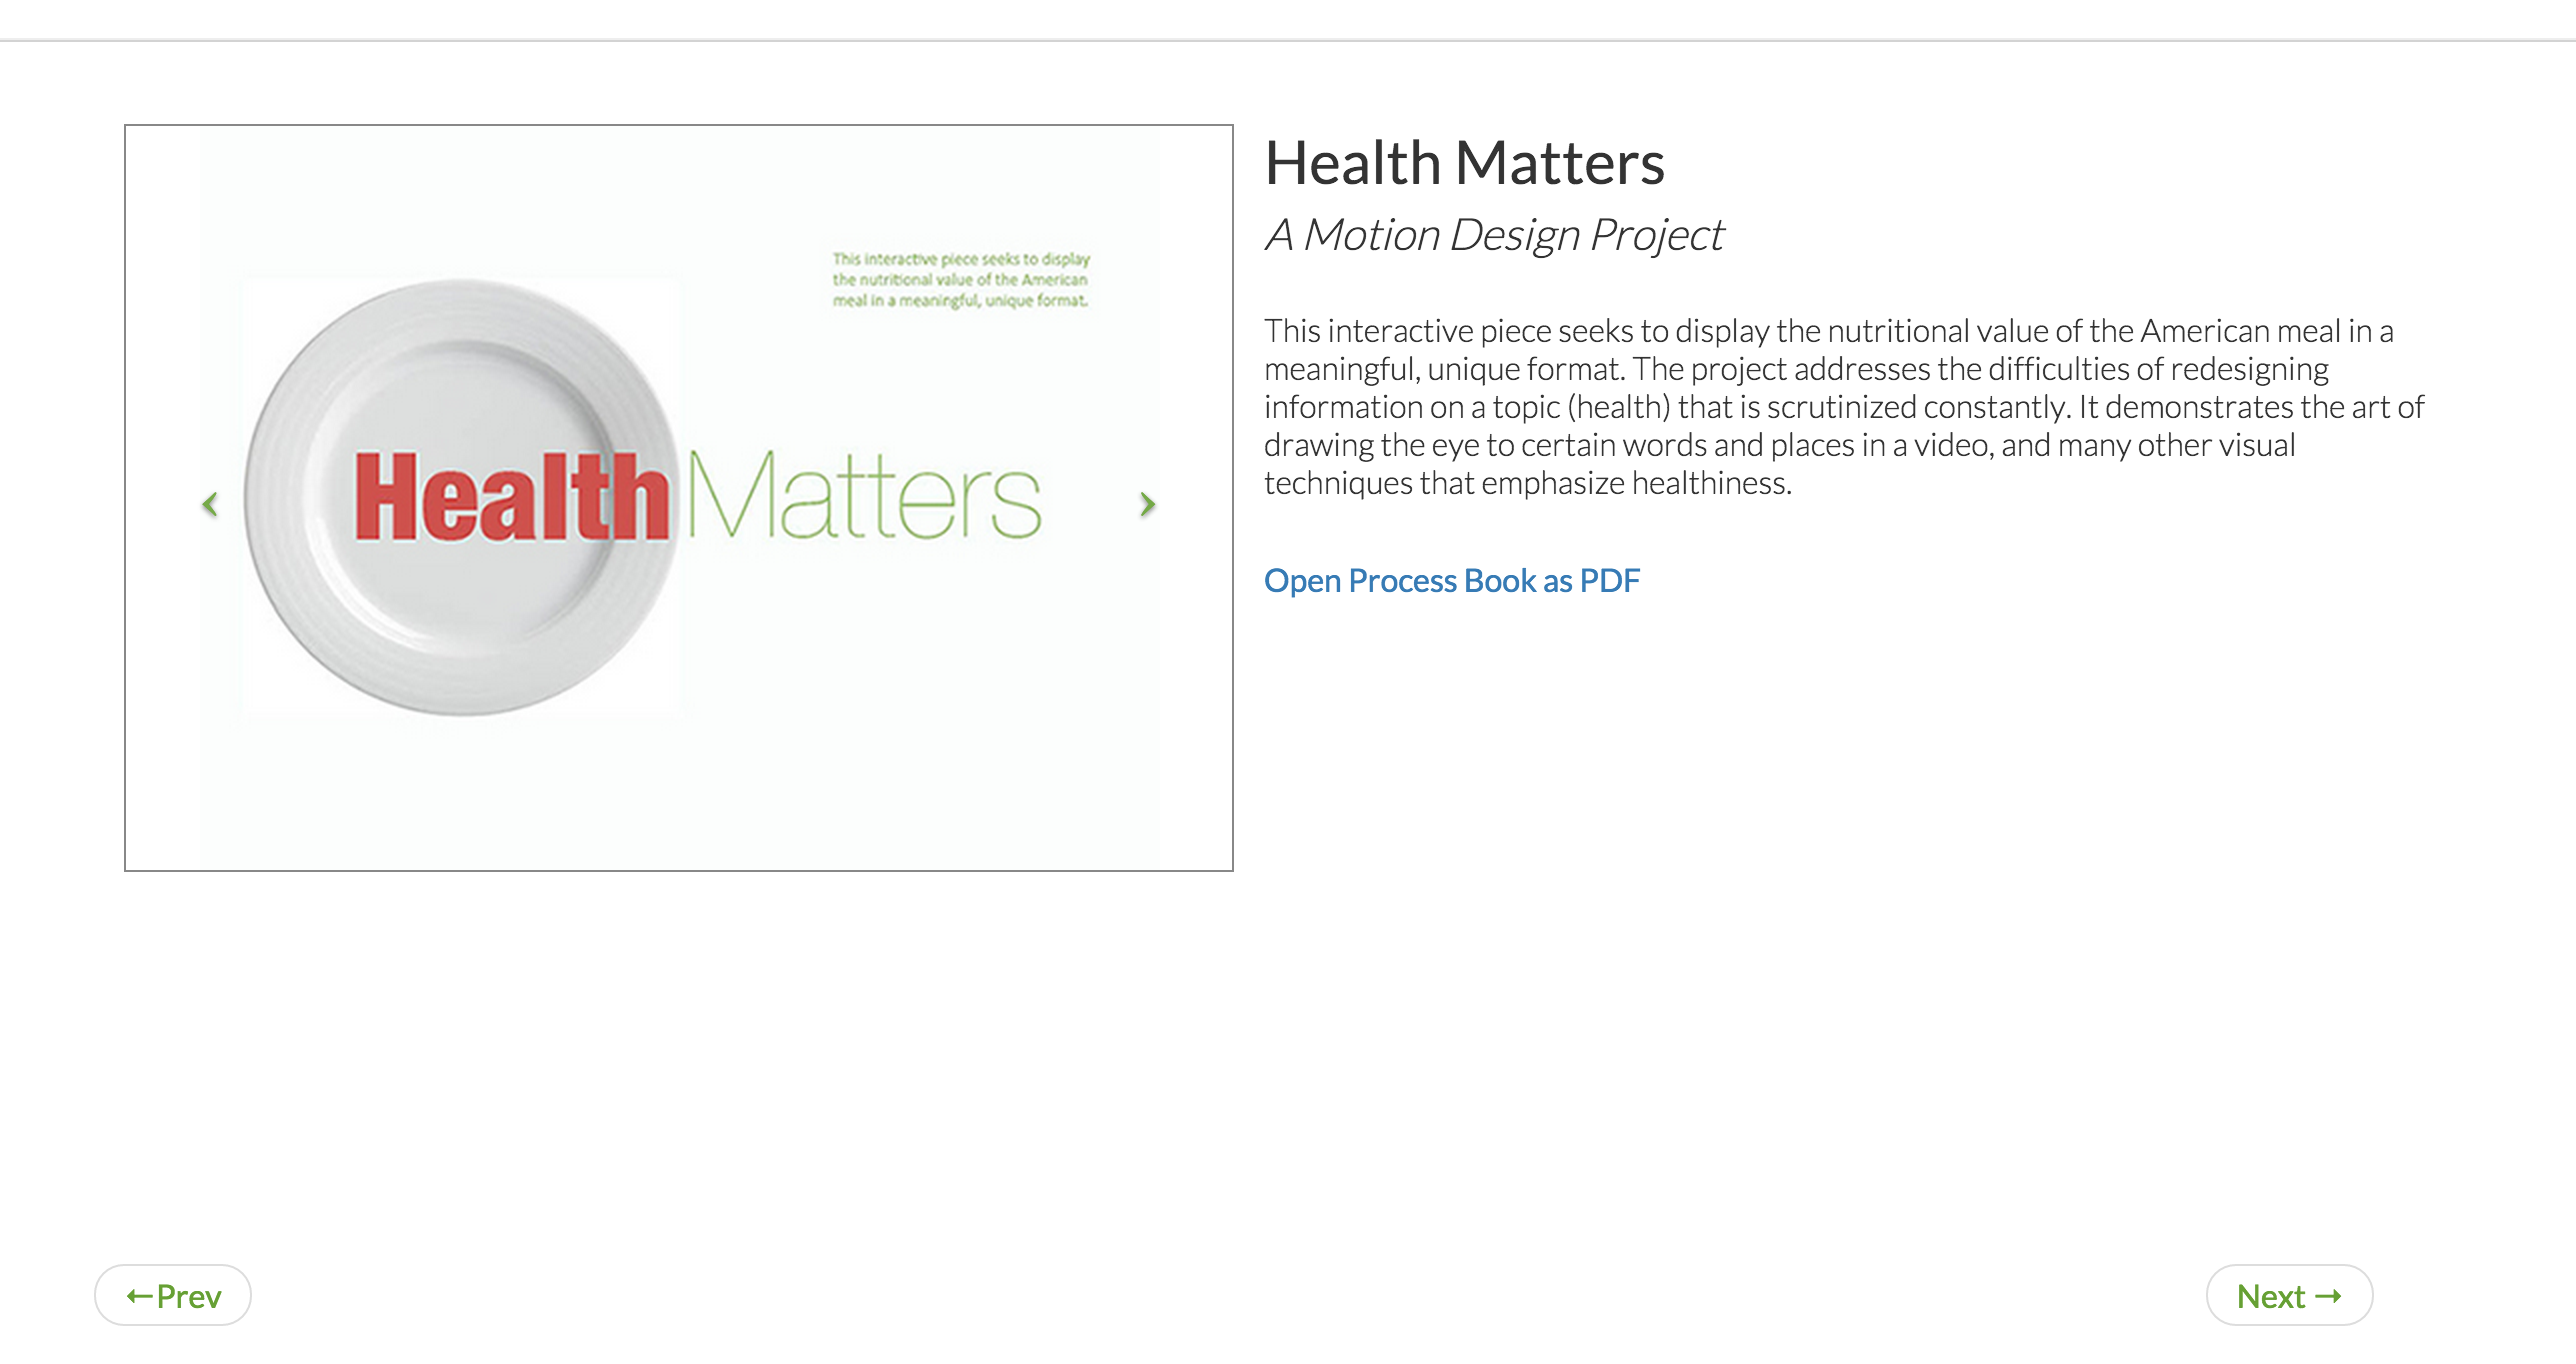 This interactive piece seeks to display
the nutritional value of the American
meal in a meaningful, unique format.
HealthMatters
Health Matters
A Motion Design Project
This interactive piece seeks to display the nutritional value of the American meal in a
meaningful, unique format. The project addresses the difficulties of redesigning
information on a topic (health) that is scrutinized constantly. It demonstrates the art of
drawing the eye to certain words and places in a video, and many other visual
techniques that emphasize healthiness.
Open Process Book as PDF
←Prev
Next →